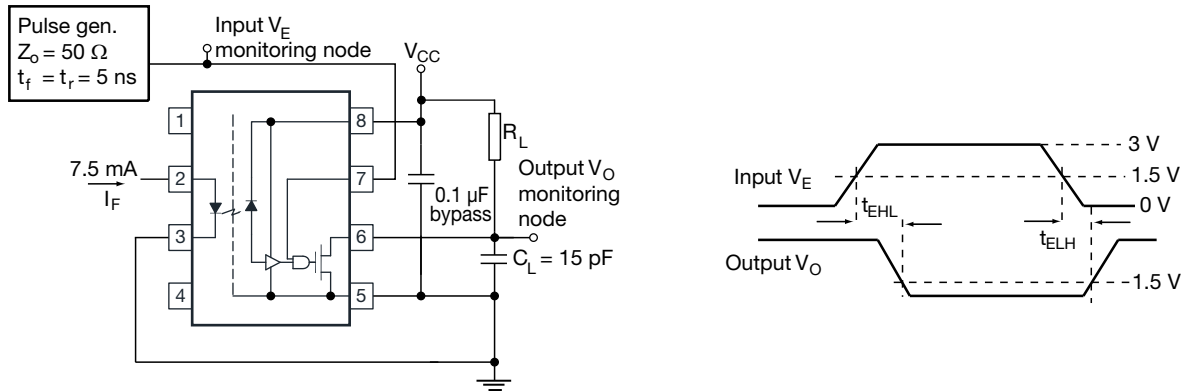 Pulse gen.
Zo = 50 Ω
tf = tr = 5 ns
Input VE
monitoring node
VCC
1
2
3
4
8
7
6
5
7.5 mA
IF
RL
0.1 µF
bypass
Output VO
monitoring
node
CL = 15 pF
3 V
Input VE
1.5 V
0 V
tEHL
tELH
Output VO
1.5 V